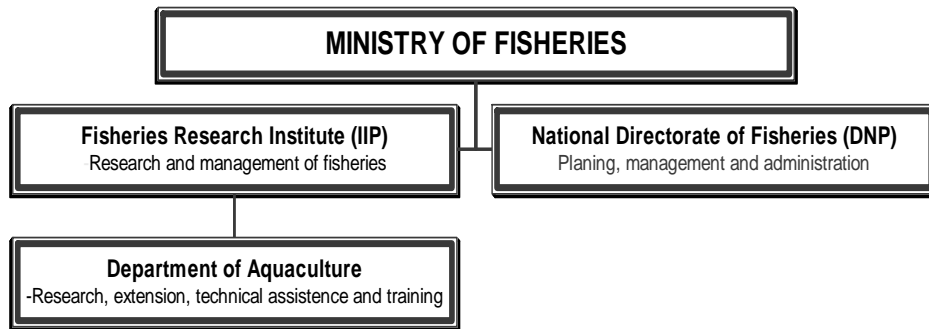 MINISTRY OF FISHERIES
Fisheries Research Institute (IIP)
-Research and management of fisheries
National Directorate of Fisheries (DNP)
Planing, management and administration
Department of Aquaculture
-Research, extension, technical assistence and training